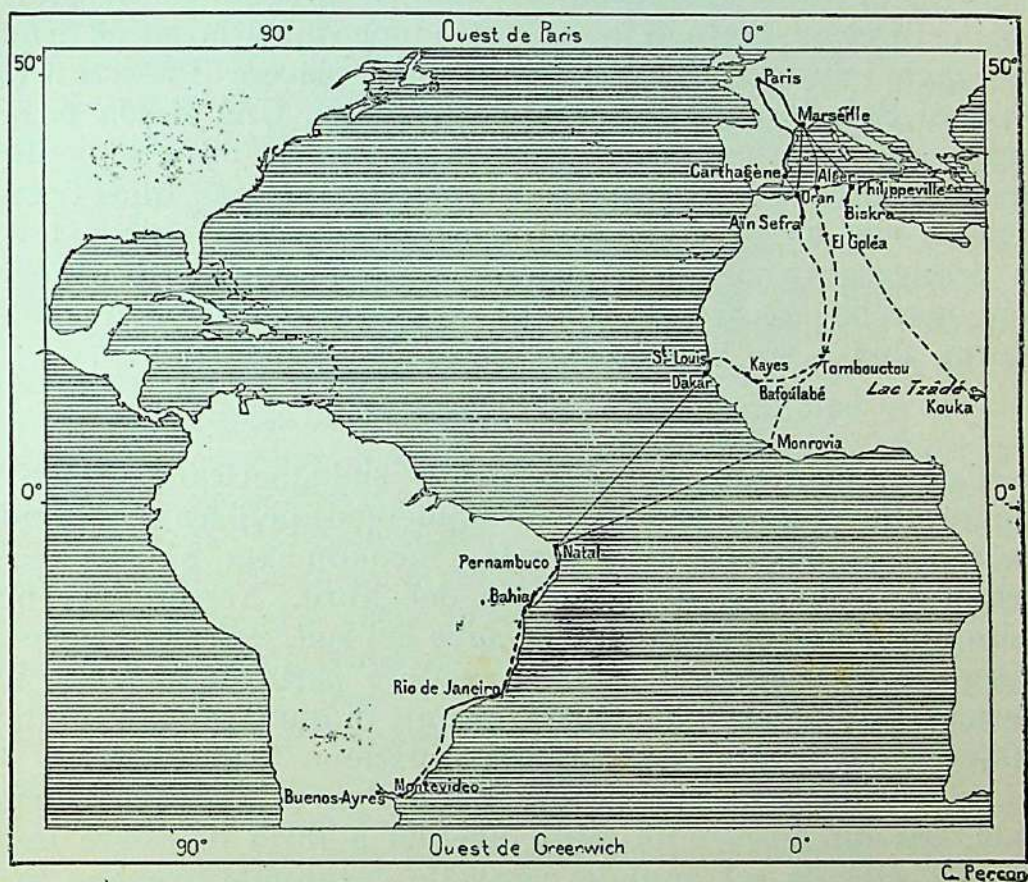 90° Ouest de Paris 0°
50° 50°
Paris
Marseille
Carthagène Alger Philippeville
Oran
Biskra
Aïn Sefra
El Goléa
St Louis Kayes Tombouctou
Dakar Bafoulabé Lac Tzâdé
Kouka
Monrovia
0° 0°
Natal
Pernambuco
Bahia
Rio de Janeiro
Montevideo
Buenos-Ayres
90° Ouest de Greenwich 0°
C. Perron